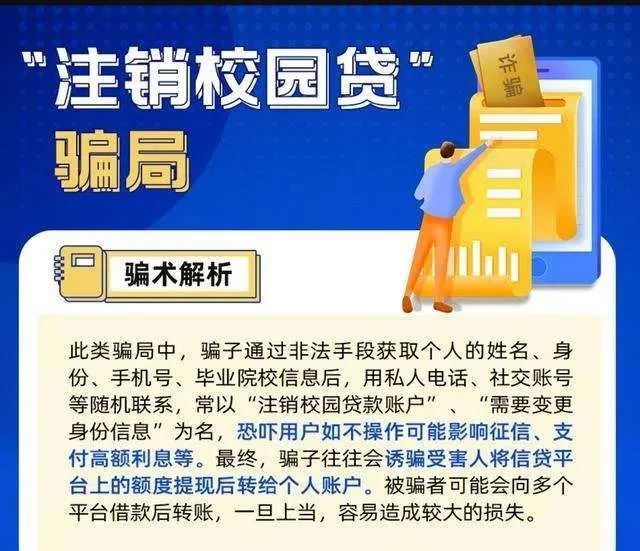 “注销校园贷”
诈骗
骗局
骗术解析
此类骗局中，骗子通过非法手段获取个人的姓名、身
份、手机号、毕业院校信息后，用私人电话、社交账号
等随机联系，常以“注销校园贷款账户”、“需要变更
身份信息”为名，恐吓用户如不操作可能影响征信、支
付高额利息等。最终，骗子往往会诱骗受害人将信贷平
台上的额度提现后转给个人账户。被骗者可能会向多个
平台借款后转账，一旦上当，容易造成较大的损失。